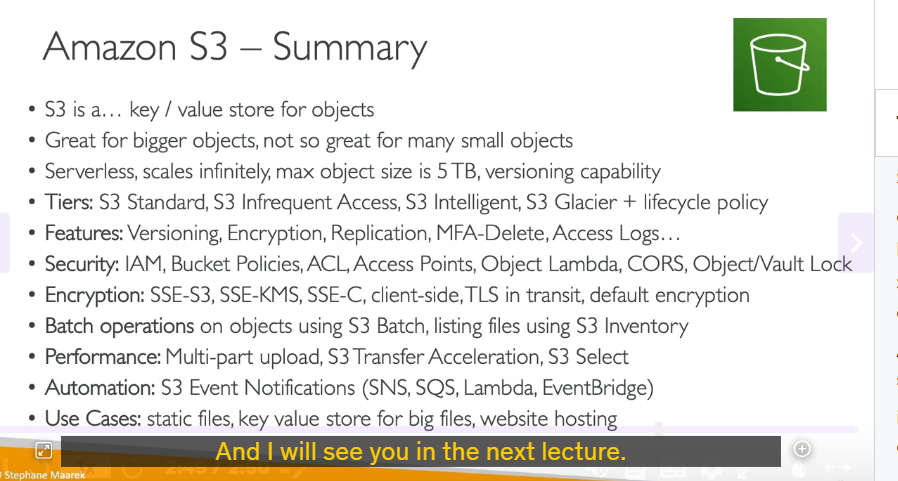 Amazon S3 – Summary
• S3 is a… key / value store for objects
• Great for bigger objects, not so great for many small objects
• Serverless, scales infinitely, max object size is 5 TB, versioning capability
• Tiers: S3 Standard, S3 Infrequent Access, S3 Intelligent, S3 Glacier + lifecycle policy
• Features: Versioning, Encryption, Replication, MFA-Delete, Access Logs…
• Security: IAM, Bucket Policies, ACL, Access Points, Object Lambda, CORS, Object/Vault Lock
• Encryption: SSE-S3, SSE-KMS, SSE-C, client-side, TLS in transit, default encryption
• Batch operations on objects using S3 Batch, listing files using S3 Inventory
• Performance: Multi-part upload, S3 Transfer Acceleration, S3 Select
• Automation: S3 Event Notifications (SNS, SQS, Lambda, EventBridge)
• Use Cases: static files, key value store for big files, website hosting
And I will see you in the next lecture.
Stephane Maarek